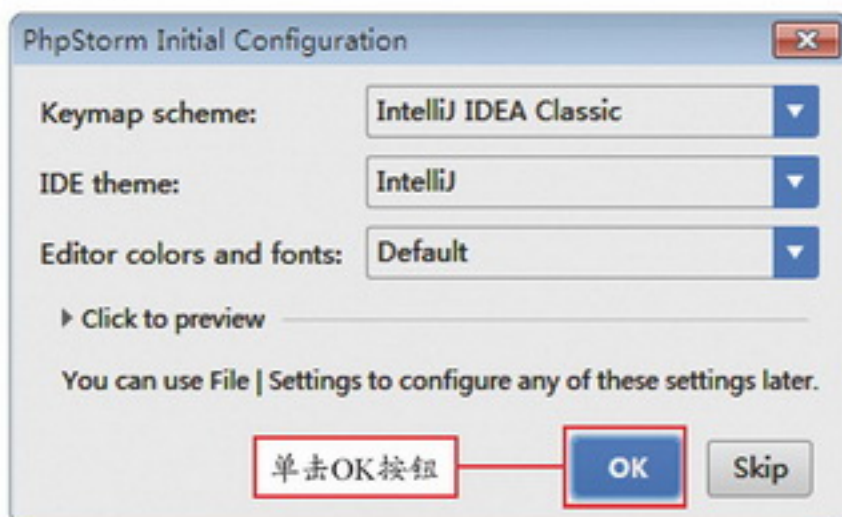 PhpStorm Initial Configuration
Keymap scheme: IntelliJ IDEA Classic
IDE theme: IntelliJ
Editor colors and fonts: Default
Click to preview
You can use File | Settings to configure any of these settings later.
单击OK按钮 OK Skip